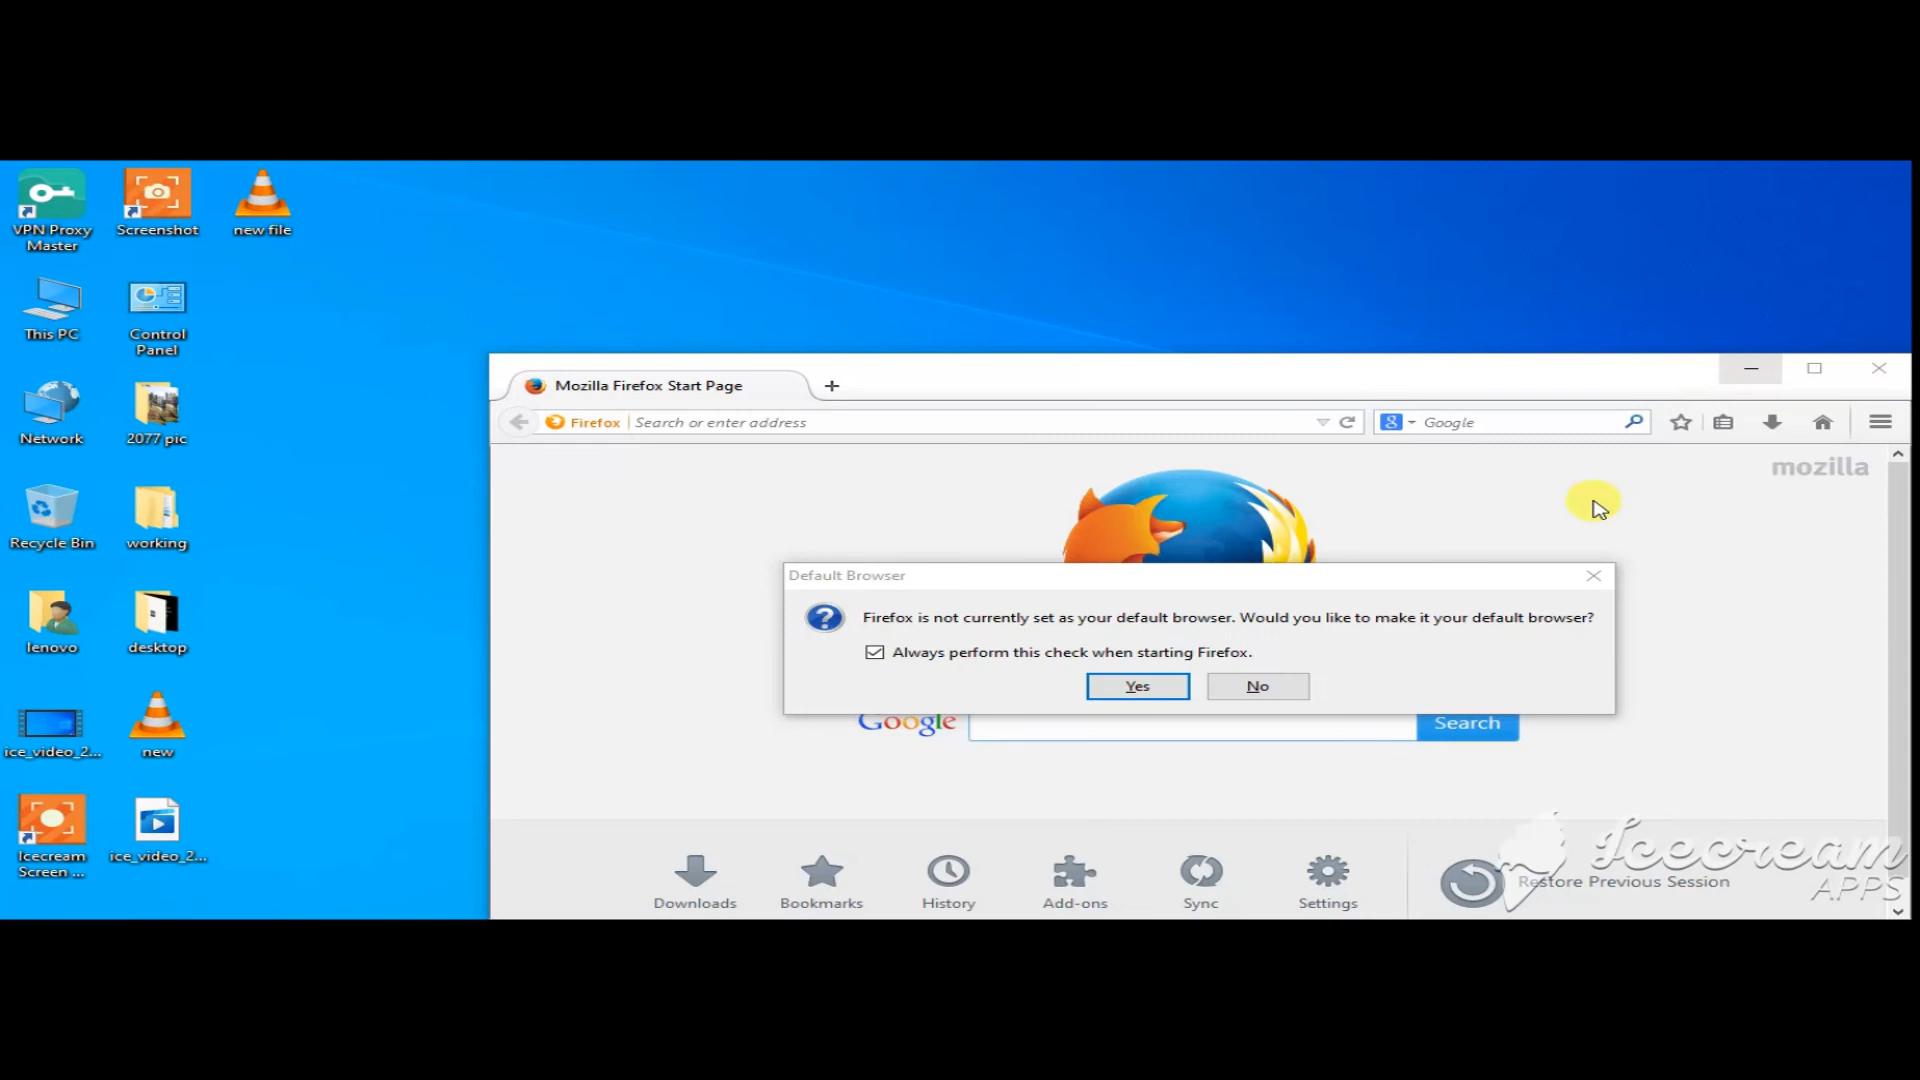 VPN Proxy
Master
Screenshot
new file
This PC
Control
Panel
Network
2077 pic
Recycle Bin
working
lenovo
desktop
ice_video_2...
new
Icecream
Screen ...
ice_video_2...
Mozilla Firefox Start Page
Firefox
Search or enter address
8
Google
mozilla
Default Browser
Firefox is not currently set as your default browser. Would you like to make it your default browser?
Always perform this check when starting Firefox.
Yes
No
Google
Search
Downloads
Bookmarks
History
Add-ons
Sync
Settings
Restore Previous Session
Icecream
APPS